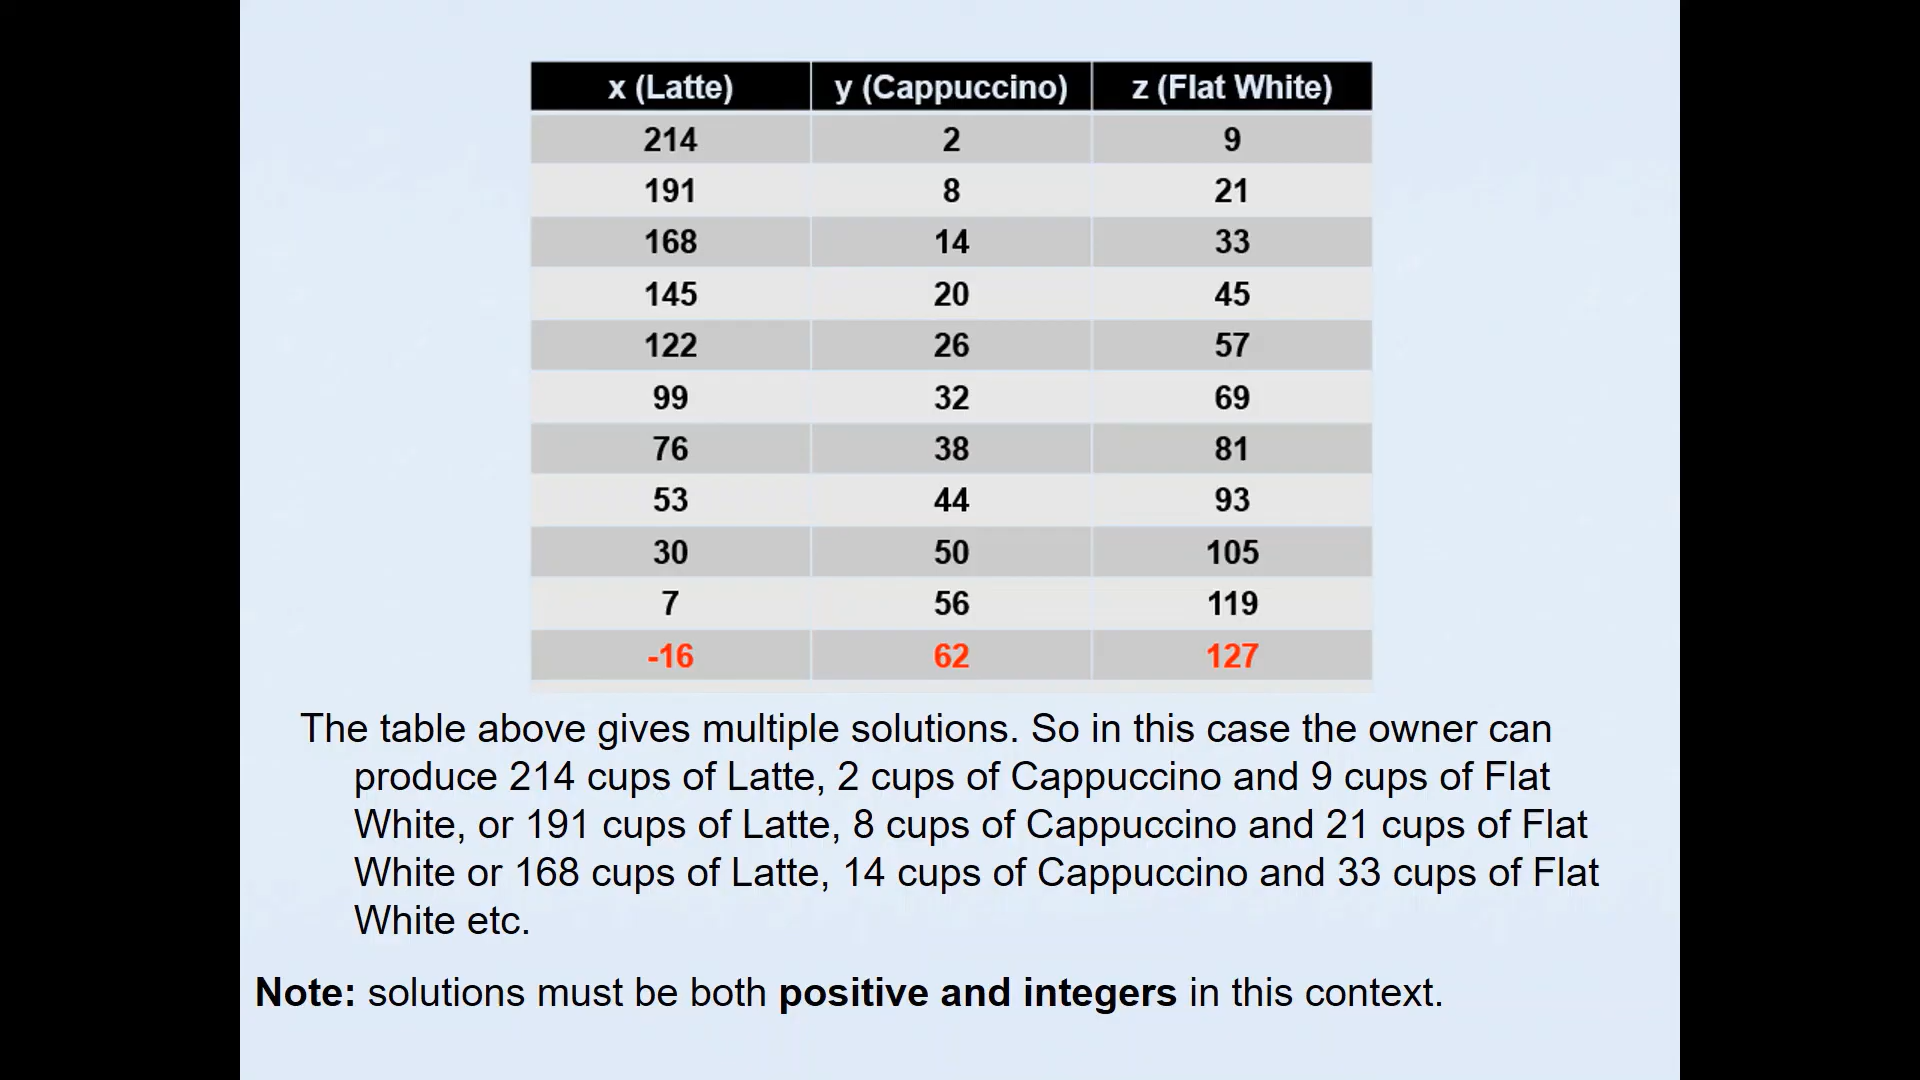 x (Latte) y (Cappuccino) z (Flat White)
214 2 9
191 8 21
168 14 33
145 20 45
122 26 57
99 32 69
76 38 81
53 44 93
30 50 105
7 56 119
-16 62 127
The table above gives multiple solutions. So in this case the owner can
produce 214 cups of Latte, 2 cups of Cappuccino and 9 cups of Flat
White, or 191 cups of Latte, 8 cups of Cappuccino and 21 cups of Flat
White or 168 cups of Latte, 14 cups of Cappuccino and 33 cups of Flat
White etc.
Note: solutions must be both positive and integers in this context.